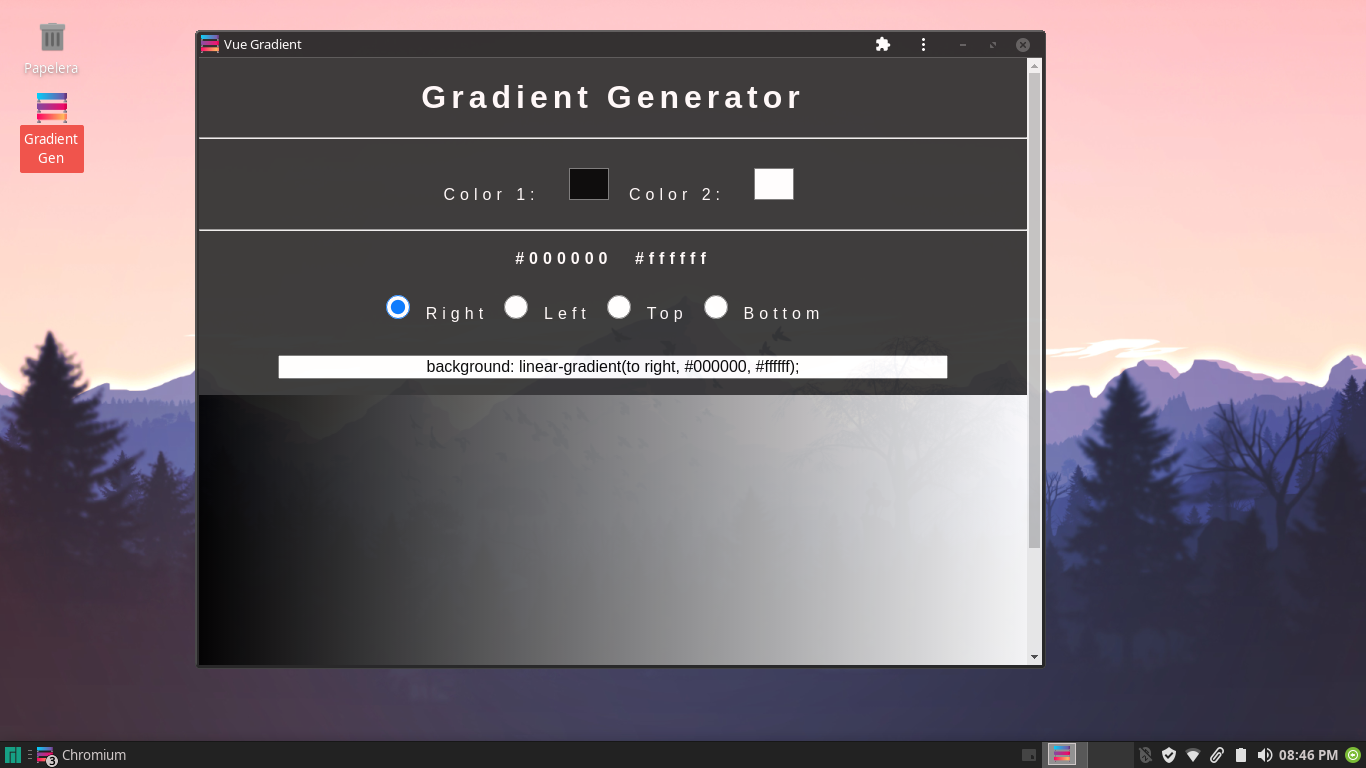 Papelera
Gradient
Gen
Vue Gradient
Gradient Generator
Color 1:
Color 2:
#000000 #ffffff
Right Left Top Bottom
background: linear-gradient(to right, #000000, #ffffff);
3
Chromium
08:46 PM